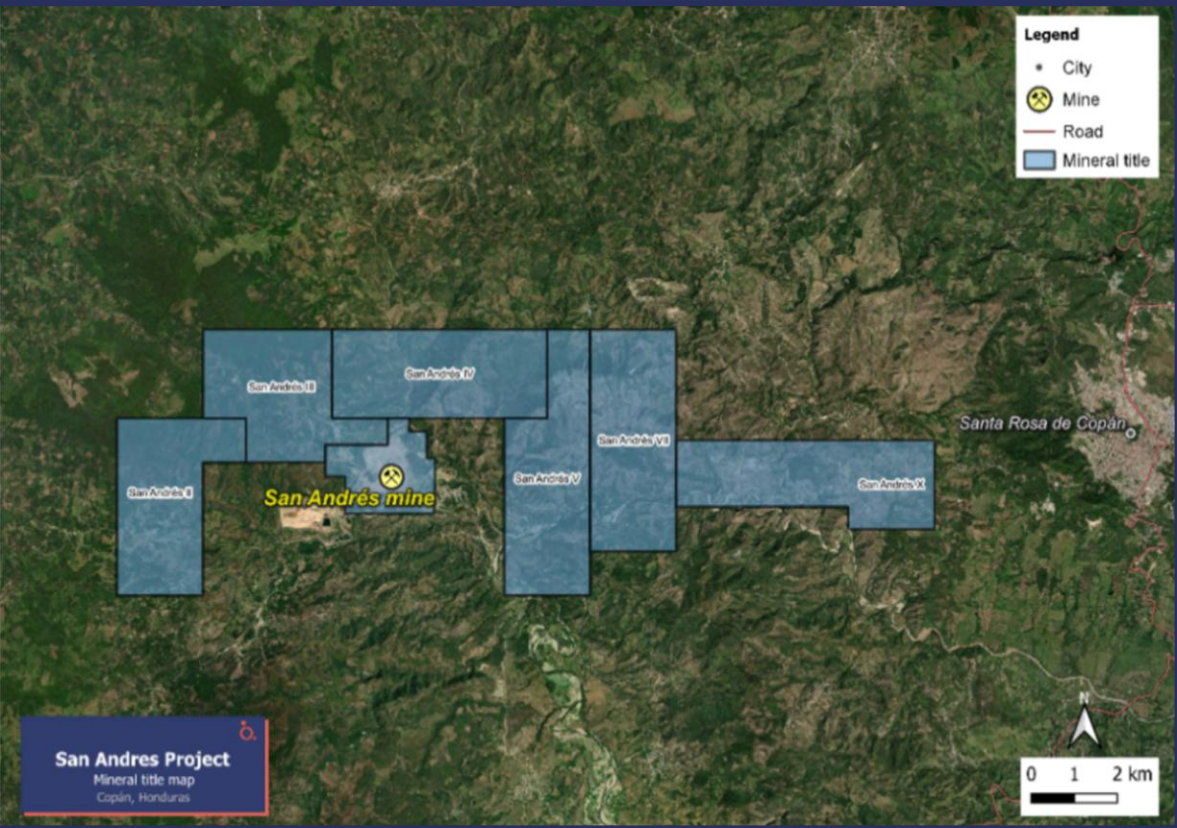 Legend
City
Mine
Road
Mineral title
San Andrés III
San Andrés IV
San Andrés VII
Santa Rosa de Copán
San Andrés II
San Andrés mine
San Andrés V
San Andrés X
San Andres Project
Mineral title map
Copán, Honduras
N
0 1 2 km